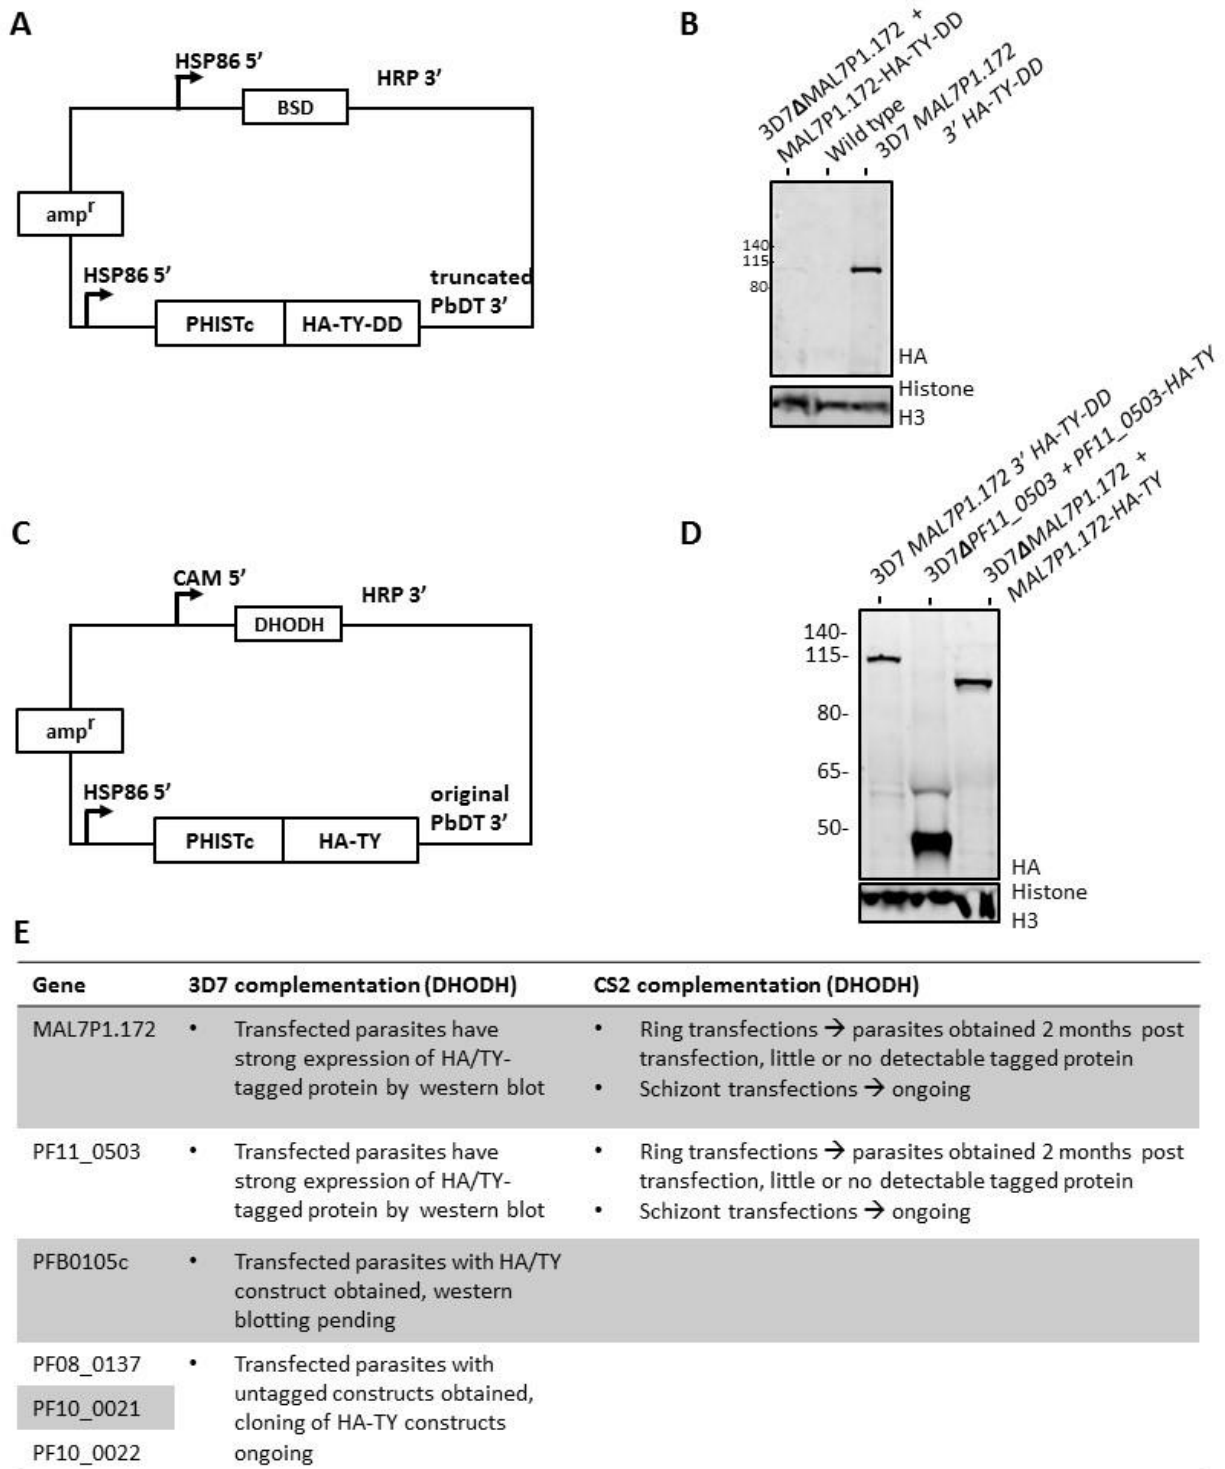 A
HSP86 5’
HRP 3’
BSD
ampʳ
HSP86 5’
truncated
PbDT 3’
PHISTc
HA-TY-DD
B
3D7ΔMAL7P1.172 +
MAL7P1.172-HA-TY-DD
Wild type
3D7 MAL7P1.172
3’ HA-TY-DD
140
115
80
HA
Histone
H3
C
CAM 5’
HRP 3’
DHODH
ampʳ
HSP86 5’
original
PbDT 3’
PHISTc
HA-TY
D
3D7 MAL7P1.172 3’ HA-TY-DD
3D7ΔPF11_0503 + PF11_0503-HA-TY
3D7ΔMAL7P1.172 +
MAL7P1.172-HA-TY
140-
115-
80-
65-
50-
HA
Histone
H3
E
Gene 3D7 complementation (DHODH) CS2 complementation (DHODH)
MAL7P1.172
• Transfected parasites have
strong expression of HA/TY-
tagged protein by western blot
• Ring transfections → parasites obtained 2 months post
transfection, little or no detectable tagged protein
• Schizont transfections → ongoing
PF11_0503
• Transfected parasites have
strong expression of HA/TY-
tagged protein by western blot
• Ring transfections → parasites obtained 2 months post
transfection, little or no detectable tagged protein
• Schizont transfections → ongoing
PFB0105c
• Transfected parasites with HA/TY
construct obtained, western
blotting pending
PF08_0137
PF10_0021
PF10_0022
• Transfected parasites with
untagged constructs obtained,
cloning of HA-TY constructs
ongoing